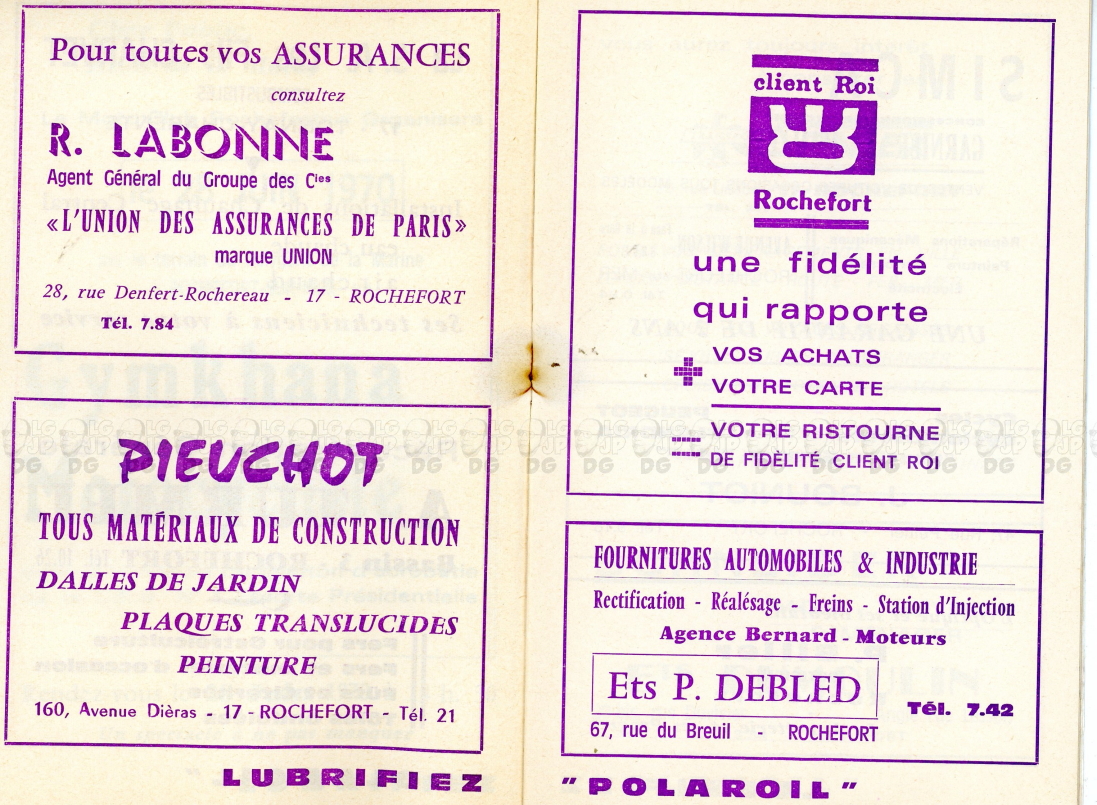 Pour toutes vos ASSURANCES
consultez
R. LABONNE
Agent Général du Groupe des Cies
«L'UNION DES ASSURANCES DE PARIS»
marque UNION
28, rue Denfert-Rochereau - 17 - ROCHEFORT
Tél. 7.84
PIEUCHOT
TOUS MATÉRIAUX DE CONSTRUCTION
DALLES DE JARDIN
PLAQUES TRANSLUCIDES
PEINTURE
160, Avenue Dièras - 17 - ROCHEFORT - Tél. 21
LUBRIFIEZ
client Roi
Rochefort
une fidélité
qui rapporte
VOS ACHATS
VOTRE CARTE
VOTRE RISTOURNE
DE FIDÈLITÉ CLIENT ROI
FOURNITURES AUTOMOBILES & INDUSTRIE
Rectification - Réalésage - Freins - Station d'Injection
Agence Bernard - Moteurs
Ets P. DEBLED
Tél. 7.42
67, rue du Breuil - ROCHEFORT
"POLAROIL"